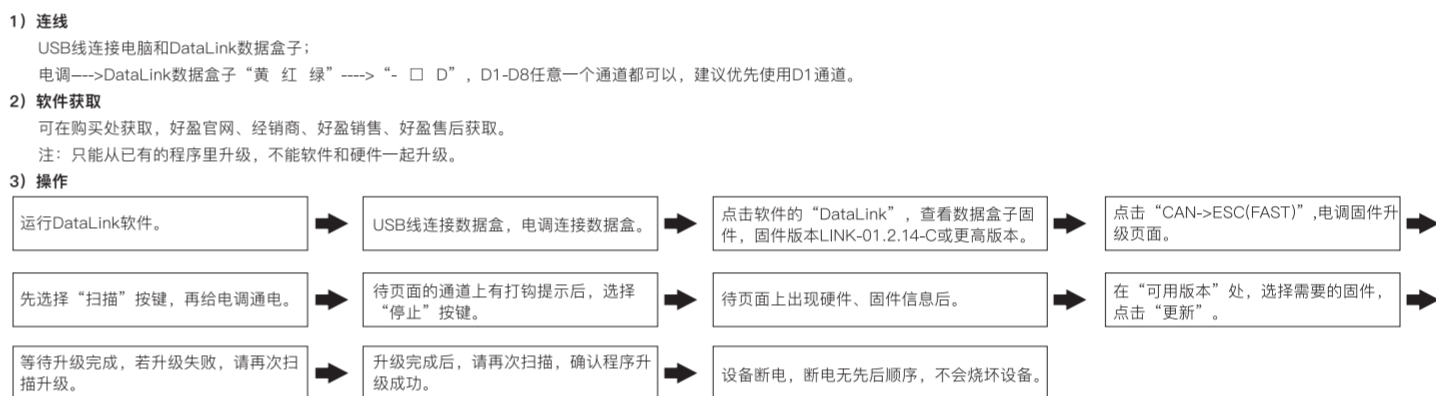 1）连线
USB线连接电脑和DataLink数据盒子；
电调---->DataLink数据盒子“黄 红 绿”---->“- □ D”，D1-D8任意一个通道都可以，建议优先使用D1通道。
2）软件获取
可在购买处获取，好盈官网、经销商、好盈销售、好盈售后获取。
注：只能从已有的程序里升级，不能软件和硬件一起升级。
3）操作
运行DataLink软件。
USB线连接数据盒，电调连接数据盒。
点击软件的“DataLink”，查看数据盒子固
件，固件版本LINK-01.2.14-C或更高版本。
点击“CAN->ESC(FAST)”,电调固件升
级页面。
先选择“扫描”按键，再给电调通电。
待页面的通道上有打钩提示后，选择
“停止”按键。
待页面上出现硬件、固件信息后。
在“可用版本”处，选择需要的固件，
点击“更新”。
等待升级完成，若升级失败，请再次扫
描升级。
升级完成后，请再次扫描，确认程序升
级成功。
设备断电，断电无先后顺序，不会烧坏设备。